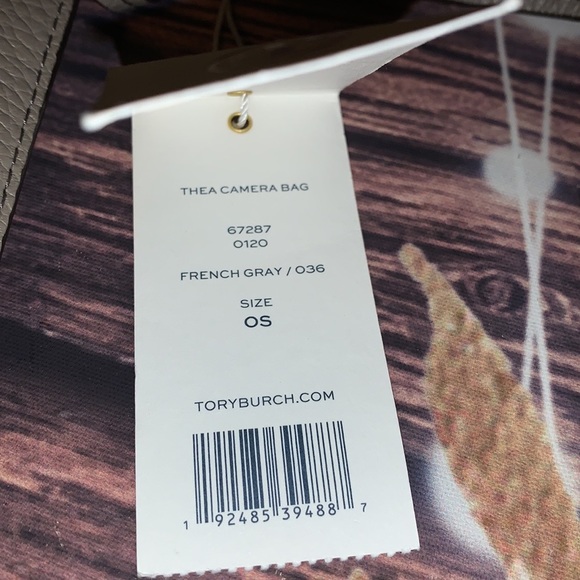 THEA CAMERA BAG
67287
0120
FRENCH GRAY / 036
SIZE
OS
TORYBURCH.COM
1 92485 39488 7